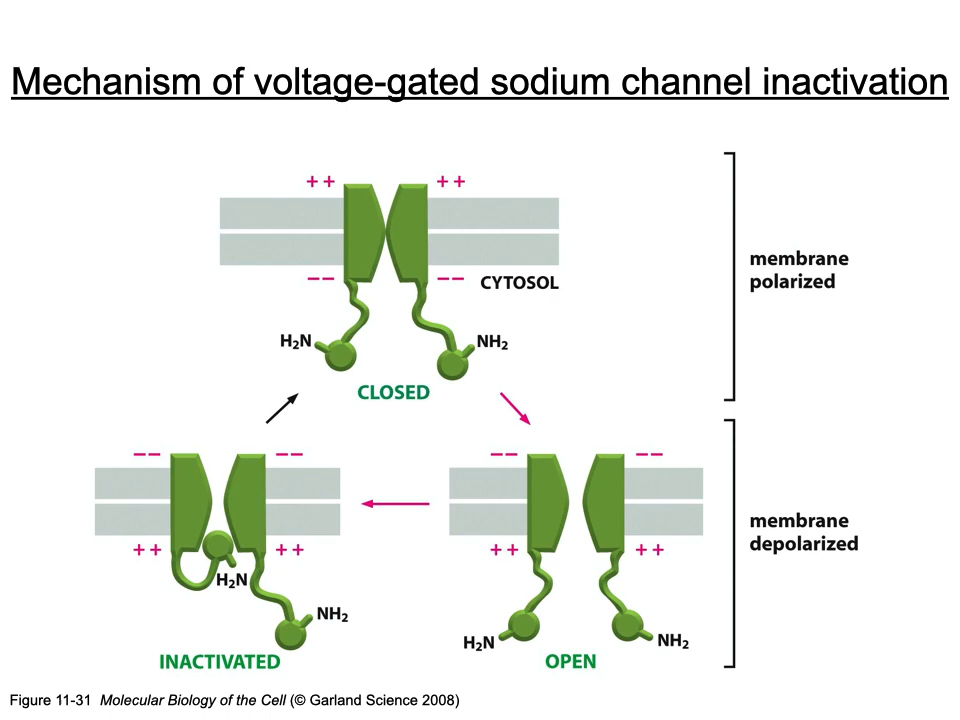 Mechanism of voltage-gated sodium channel inactivation
++ ++
−− −−
CYTOSOL
membrane
polarized
H₂N NH₂
CLOSED
−− −− −− −−
membrane
depolarized
++ ++ ++ ++
H₂N
NH₂
H₂N NH₂
INACTIVATED OPEN
Figure 11-31 Molecular Biology of the Cell (© Garland Science 2008)